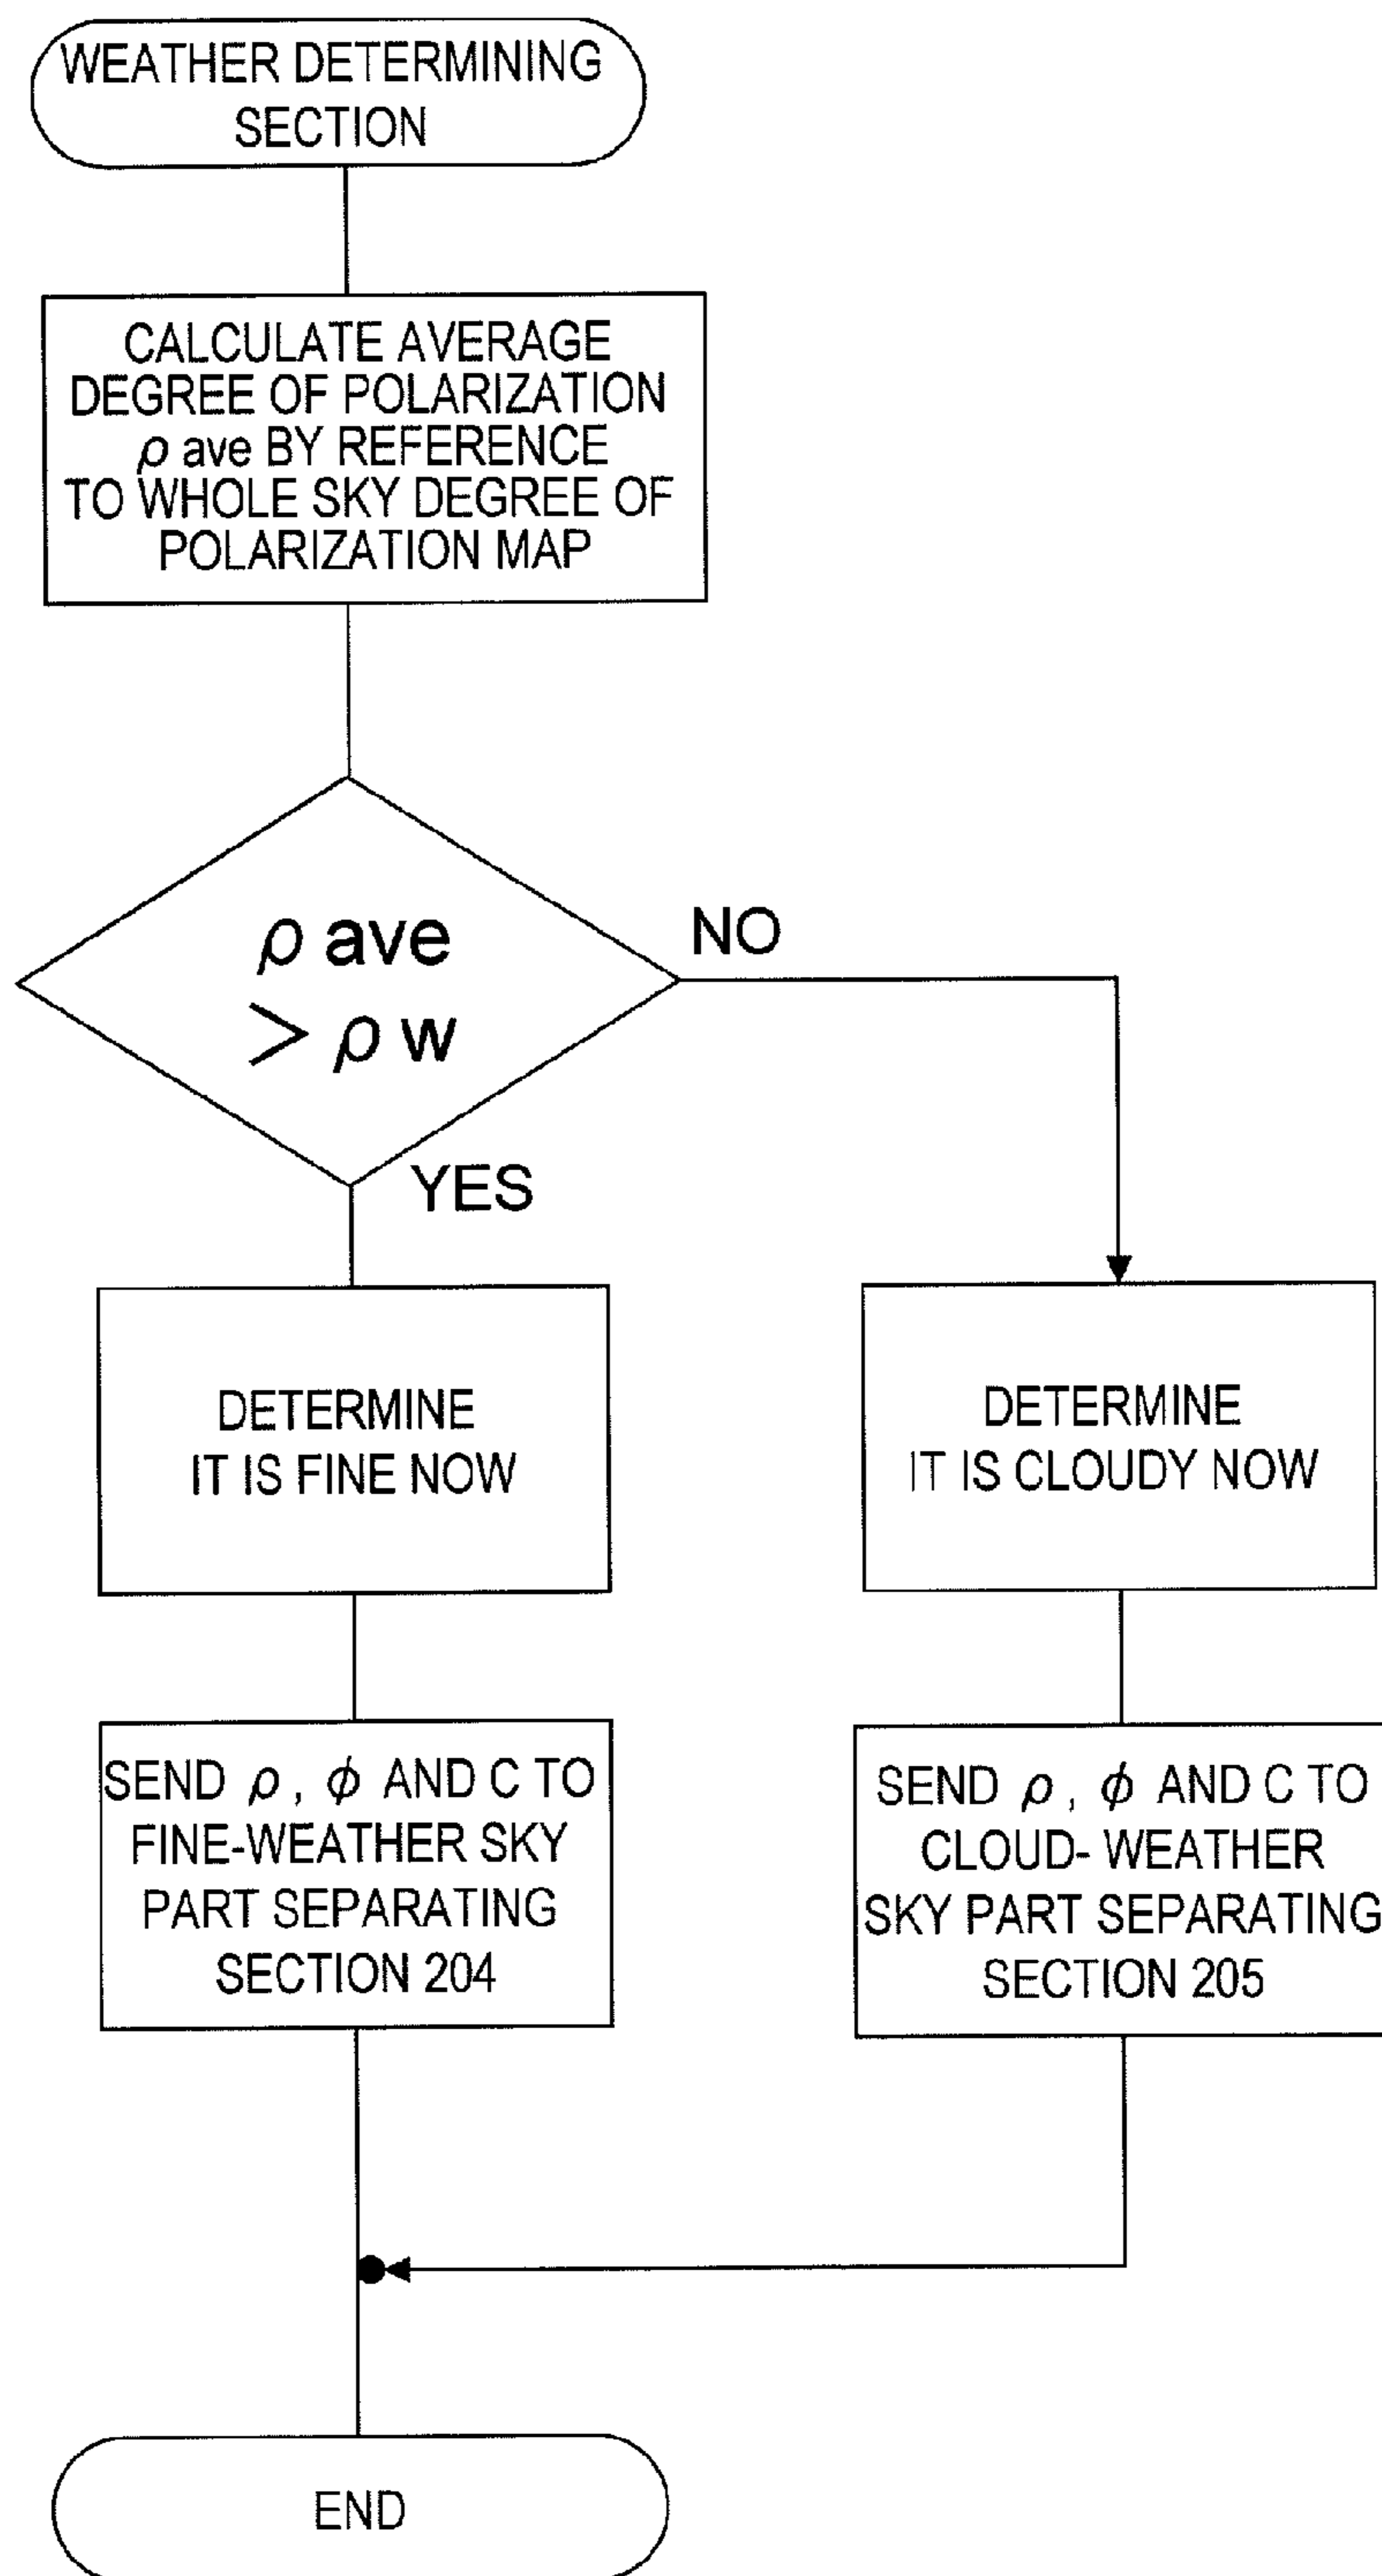 WEATHER DETERMINING
SECTION
CALCULATE AVERAGE
DEGREE OF POLARIZATION
ρ ave BY REFERENCE
TO WHOLE SKY DEGREE OF
POLARIZATION MAP
ρ ave
> ρ w
NO
YES
DETERMINE
IT IS FINE NOW
DETERMINE
IT IS CLOUDY NOW
SEND ρ, ϕ AND C TO
FINE-WEATHER SKY
PART SEPARATING
SECTION 204
SEND ρ, ϕ AND C TO
CLOUD- WEATHER
SKY PART SEPARATING
SECTION 205
END